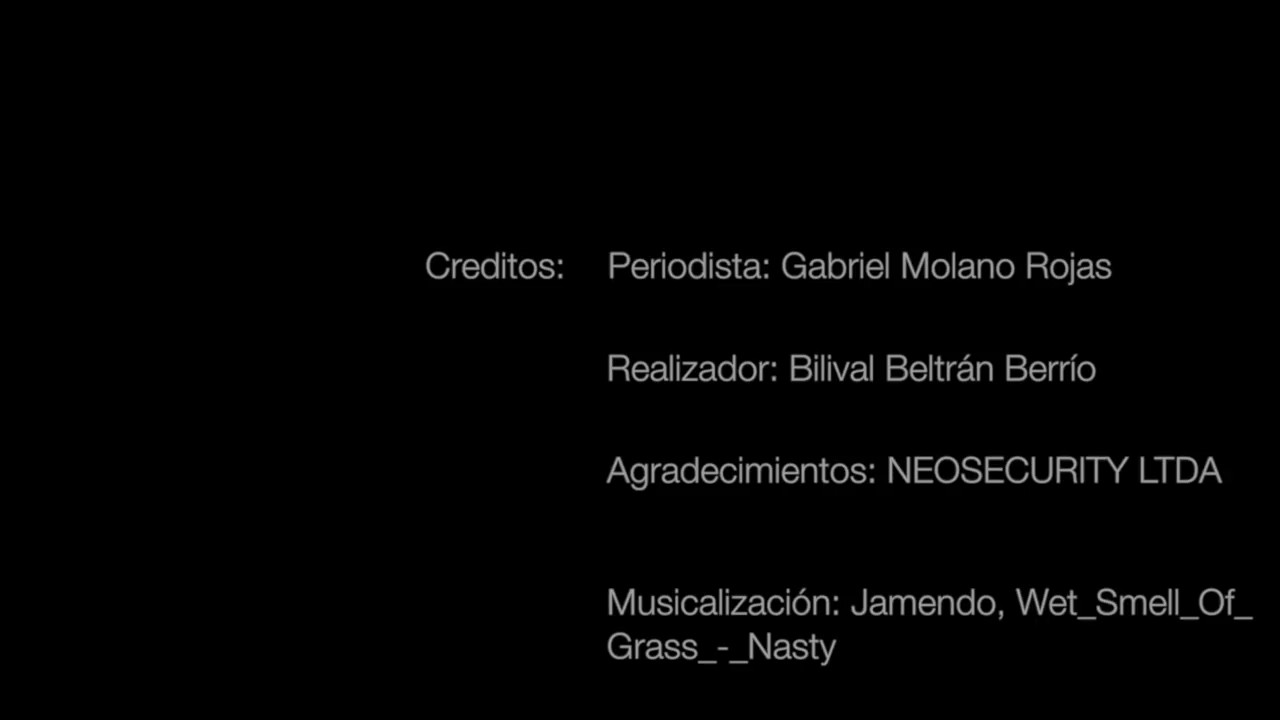 Creditos: Periodista: Gabriel Molano Rojas
Realizador: Bilival Beltrán Berrío
Agradecimientos: NEOSECURITY LTDA
Musicalización: Jamendo, Wet_Smell_Of_
Grass_-_Nasty